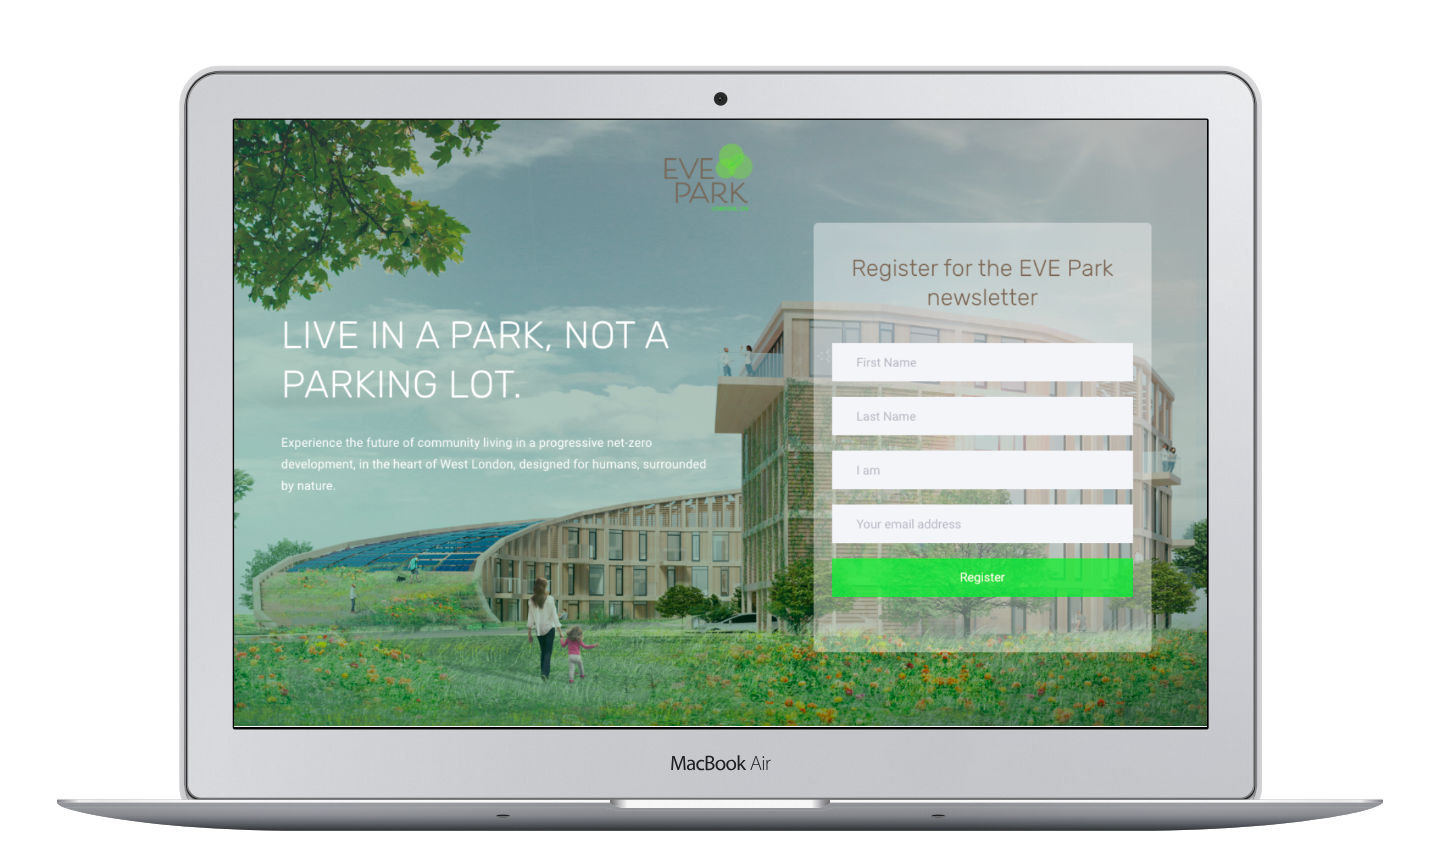 EVE
PARK
LIVE IN A PARK, NOT A
PARKING LOT.
Experience the future of community living in a progressive net-zero
development, in the heart of West London, designed for humans, surrounded
by nature.
Register for the EVE Park
newsletter
First Name
Last Name
I am
Your email address
Register
MacBook Air